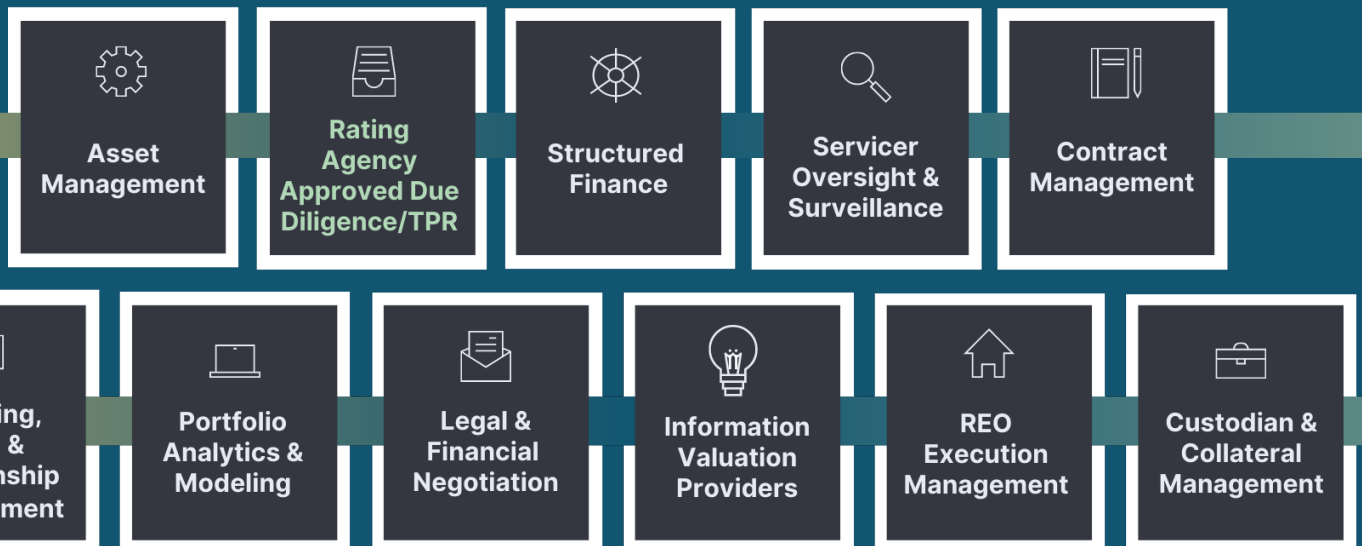 Asset
Management
Rating
Agency
Approved Due
Diligence/TPR
Structured
Finance
Servicer
Oversight &
Surveillance
Contract
Management
&
Portfolio
Analytics &
Modeling
Legal &
Financial
Negotiation
Information
Valuation
Providers
REO
Execution
Management
Custodian &
Collateral
Management